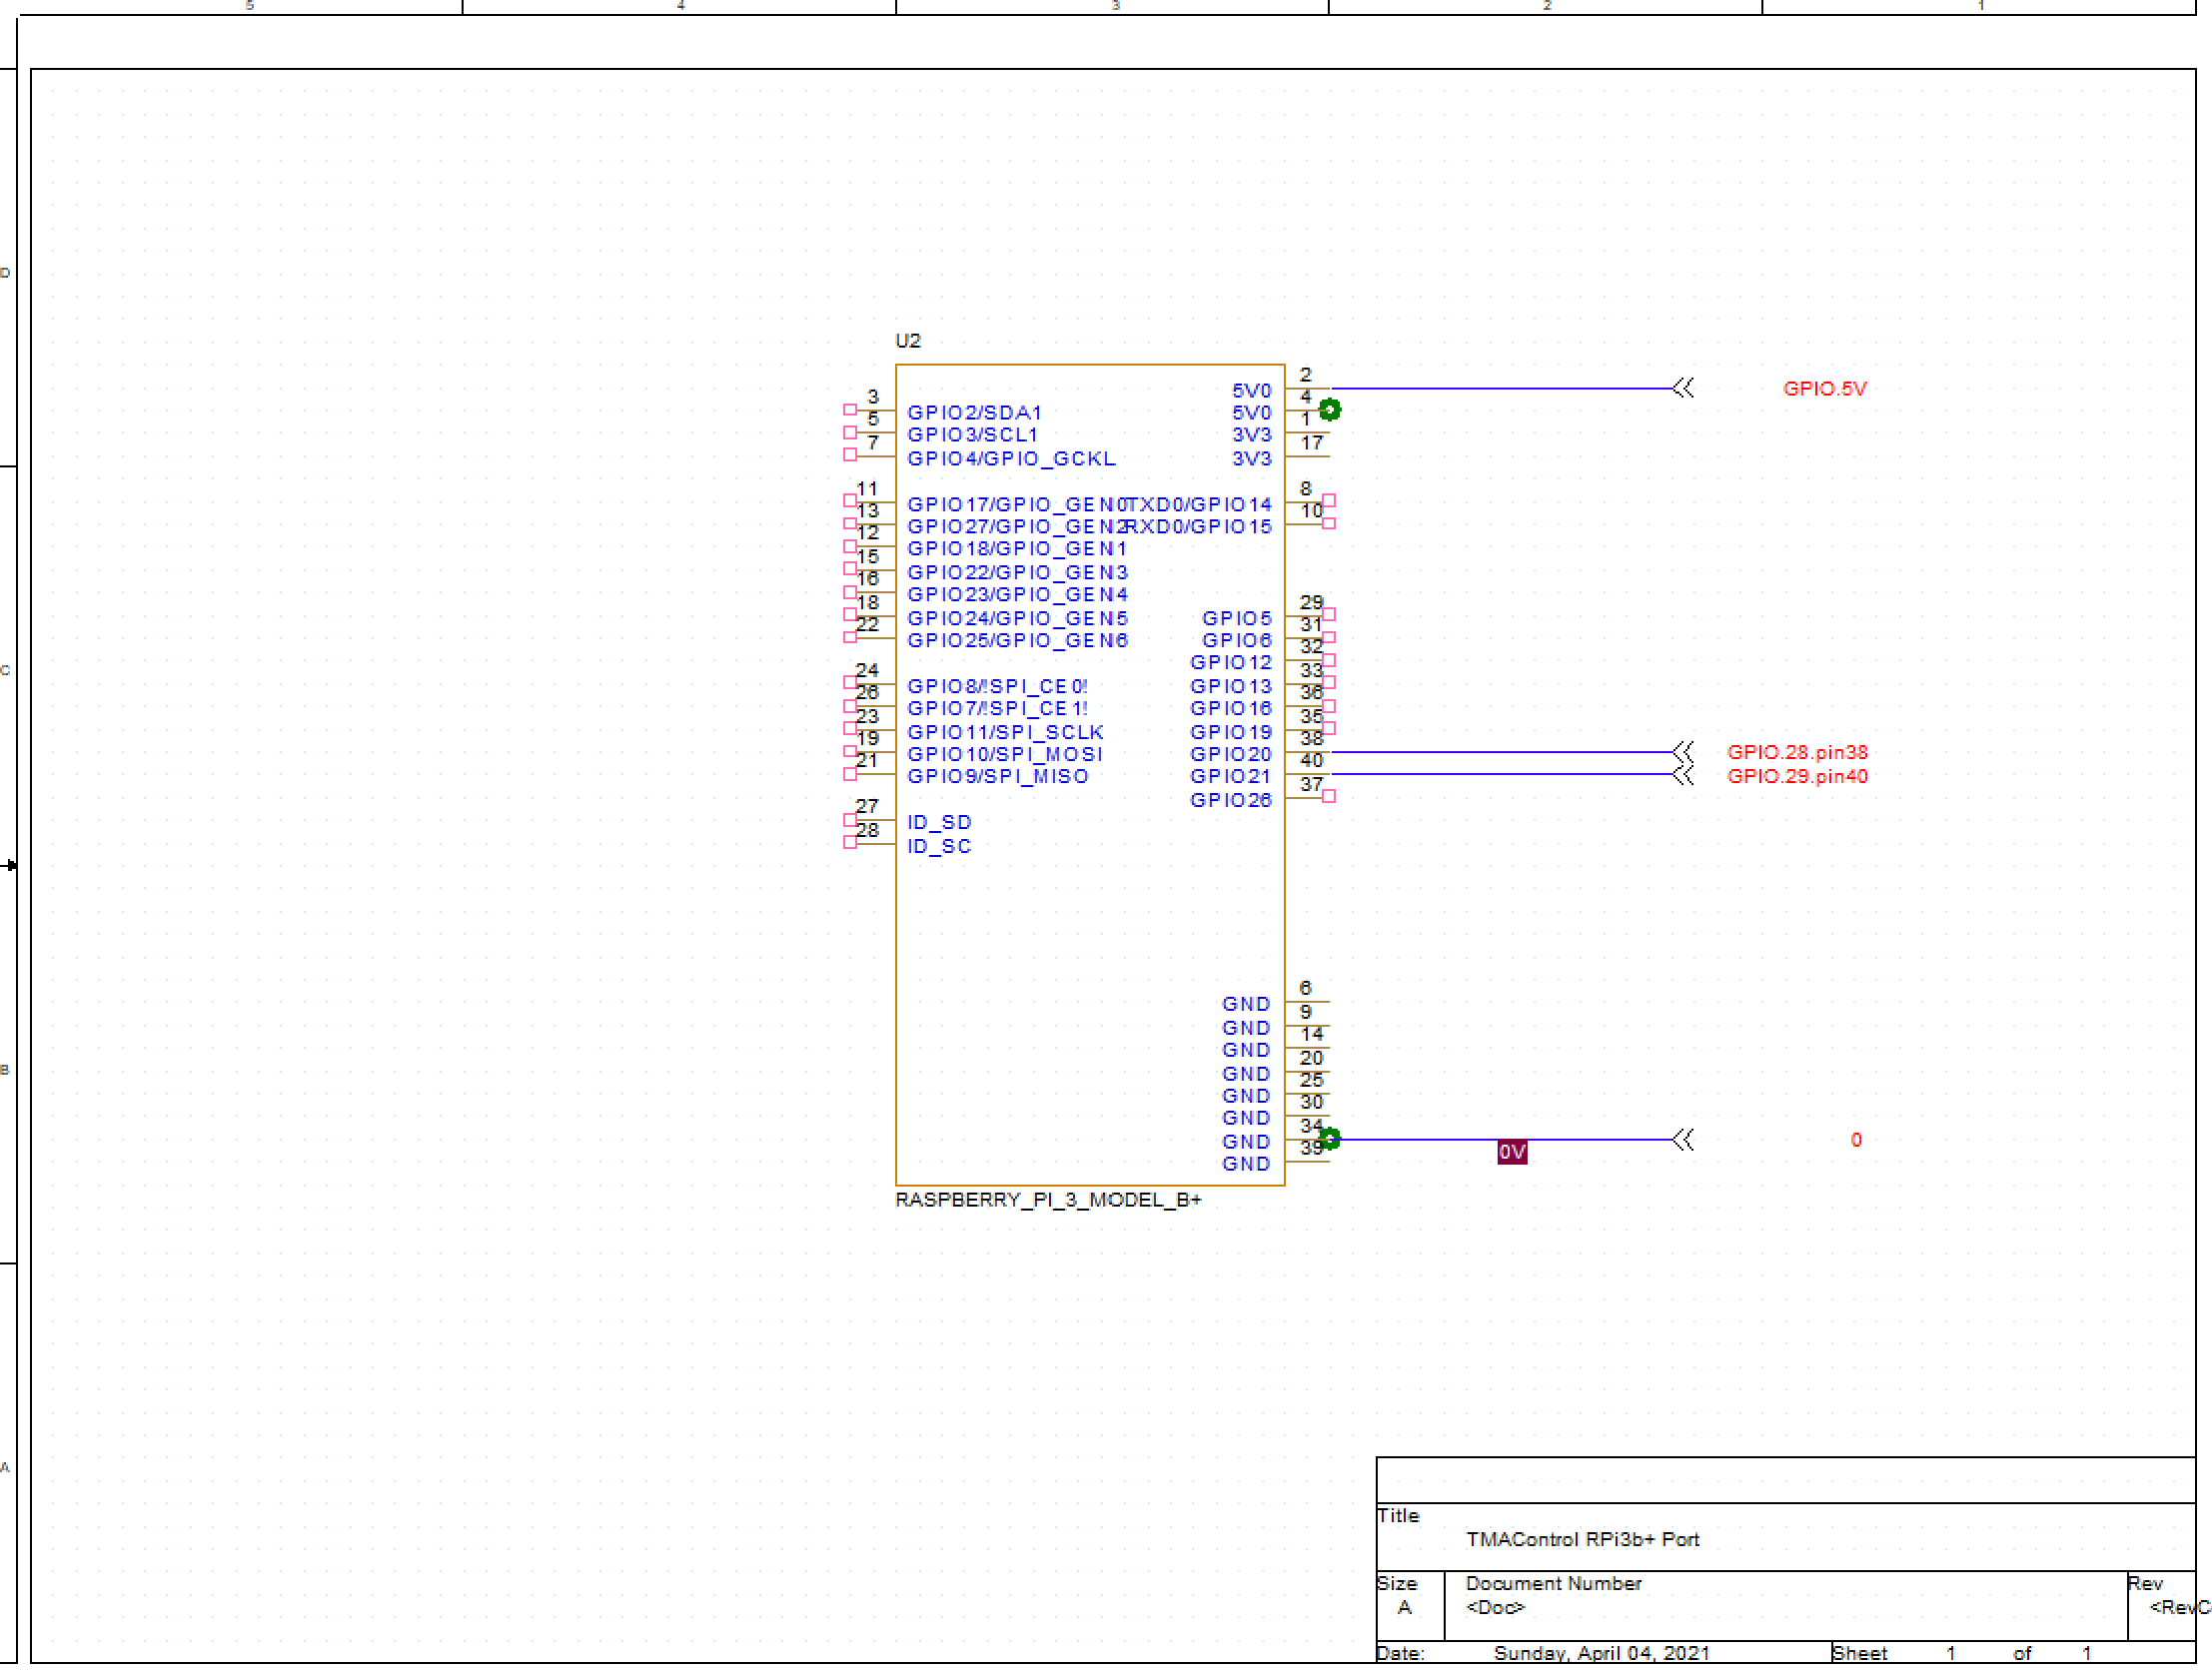 5 4 3 2 1
D
C
B
A
U2
3 GPIO2/SDA1
5 GPIO3/SCL1
7 GPIO4/GPIO_GCKL
11 GPIO17/GPIO_GEN0
13 GPIO27/GPIO_GEN2
12 GPIO18/GPIO_GEN1
15 GPIO22/GPIO_GEN3
16 GPIO23/GPIO_GEN4
18 GPIO24/GPIO_GEN5
22 GPIO25/GPIO_GEN6
24 GPIO8/!SPI_CE0!
26 GPIO7/!SPI_CE1!
23 GPIO11/SPI_SCLK
19 GPIO10/SPI_MOSI
21 GPIO9/SPI_MISO
27 ID_SD
28 ID_SC
5V0 2 GPIO.5V
5V0 4
3V3 1
3V3 17
TXD0/GPIO14 8
RXD0/GPIO15 10
GPIO5 29
GPIO6 31
GPIO12 32
GPIO13 33
GPIO16 36
GPIO19 35
GPIO20 38 GPIO.28.pin38
GPIO21 40 GPIO.29.pin40
GPIO26 37
GND 6
GND 9
GND 14
GND 20
GND 25
GND 30
GND 34 0V 0
GND 39
RASPBERRY_PI_3_MODEL_B+
Title
TMAControl RPi3b+ Port
Size Document Number Rev
A <Doc> <RevC
Date: Sunday, April 04, 2021 Sheet 1 of 1